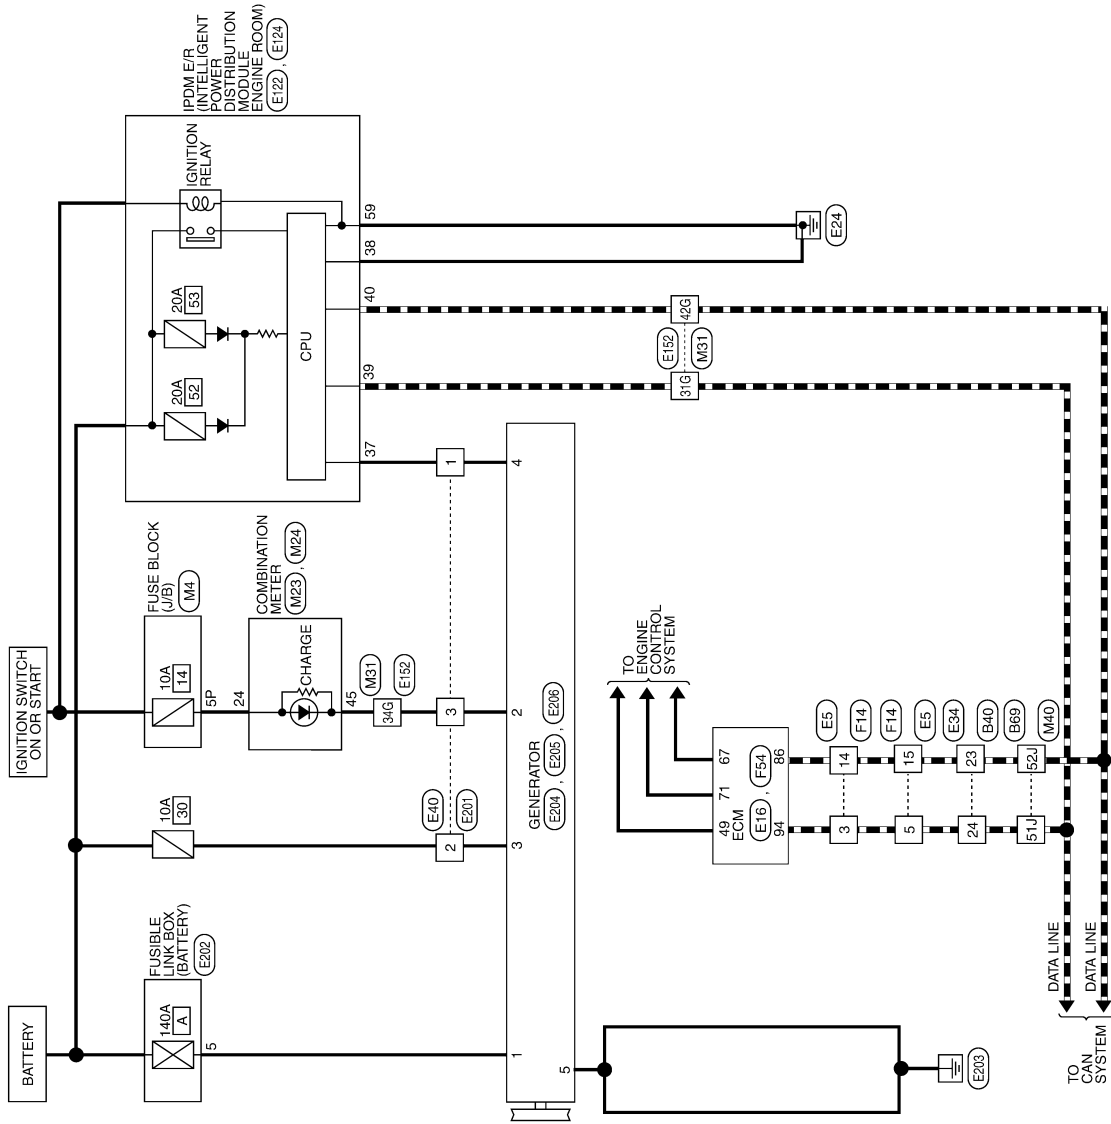 BATTERY
FUSIBLE
LINK BOX
(BATTERY)
E202
140A
A
5
10A
30
IGNITION SWITCH
ON OR START
FUSE BLOCK
(J/B)
M4
10A
14
5P
24
COMBINATION
METER
M23 , M24
CHARGE
45
M31
34G
E152
IPDM E/R
(INTELLIGENT
POWER
DISTRIBUTION
MODULE
ENGINE ROOM)
E122 , E124
IGNITION
RELAY
20A
53
20A
52
CPU
37
39
40
38
59
E24
E40
E201
2
3
1
GENERATOR
E204 , E205 , E206
1
3
2
4
5
E203
E152
M31
31G
42G
TO
ENGINE
CONTROL
SYSTEM
49
71
67
ECM
E16 , F54
94
86
3
14
E5
F14
5
15
F14
E5
24
23
E34
B40
51J
52J
B69
M40
DATA LINE
DATA LINE
TO
CAN
SYSTEM